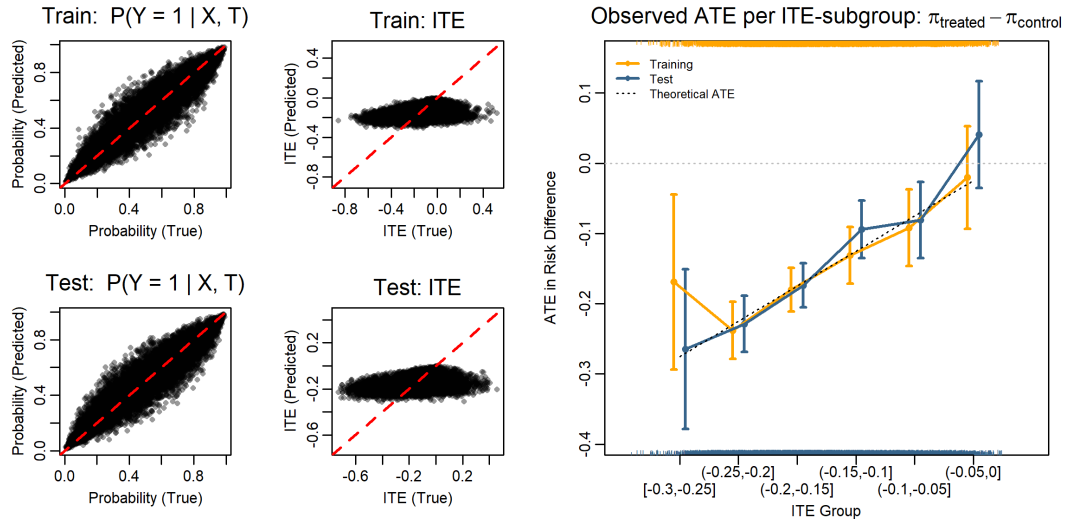 Train: P(Y = 1 | X, T)
Probability (Predicted)
0.0 0.4 0.8
0.0 0.4 0.8
Probability (True)
Train: ITE
ITE (Predicted)
0.4
0.0
-0.4
-0.8
-0.8 -0.4 0.0 0.4
ITE (True)
Test: P(Y = 1 | X, T)
Probability (Predicted)
0.0 0.4 0.8
0.0 0.4 0.8
Probability (True)
Test: ITE
ITE (Predicted)
0.2
-0.2
-0.6
-0.6 -0.2 0.2
ITE (True)
Observed ATE per ITE-subgroup: πtreated − πcontrol
Training
Test
Theoretical ATE
ATE in Risk Difference
0.0
-0.1
-0.2
-0.3
-0.4
(-0.25,-0.2] (-0.15,-0.1] (-0.05,0]
[-0.3,-0.25] (-0.2,-0.15] (-0.1,-0.05]
ITE Group